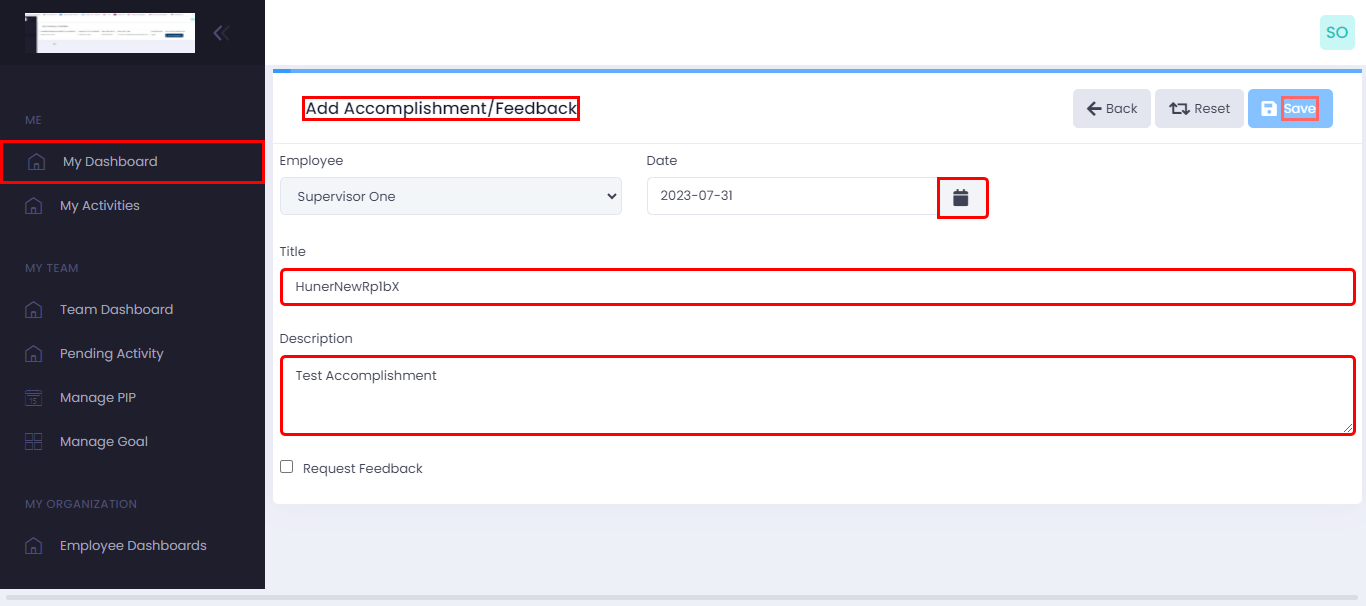 SO
ME
My Dashboard
My Activities
MY TEAM
Team Dashboard
Pending Activity
Manage PIP
15
Manage Goal
MY ORGANIZATION
Employee Dashboards
Add Accomplishment/Feedback
Back
Reset
Save
Employee
Date
Supervisor One
2023-07-31
Title
HunerNewRp1bX
Description
Test Accomplishment
Request Feedback